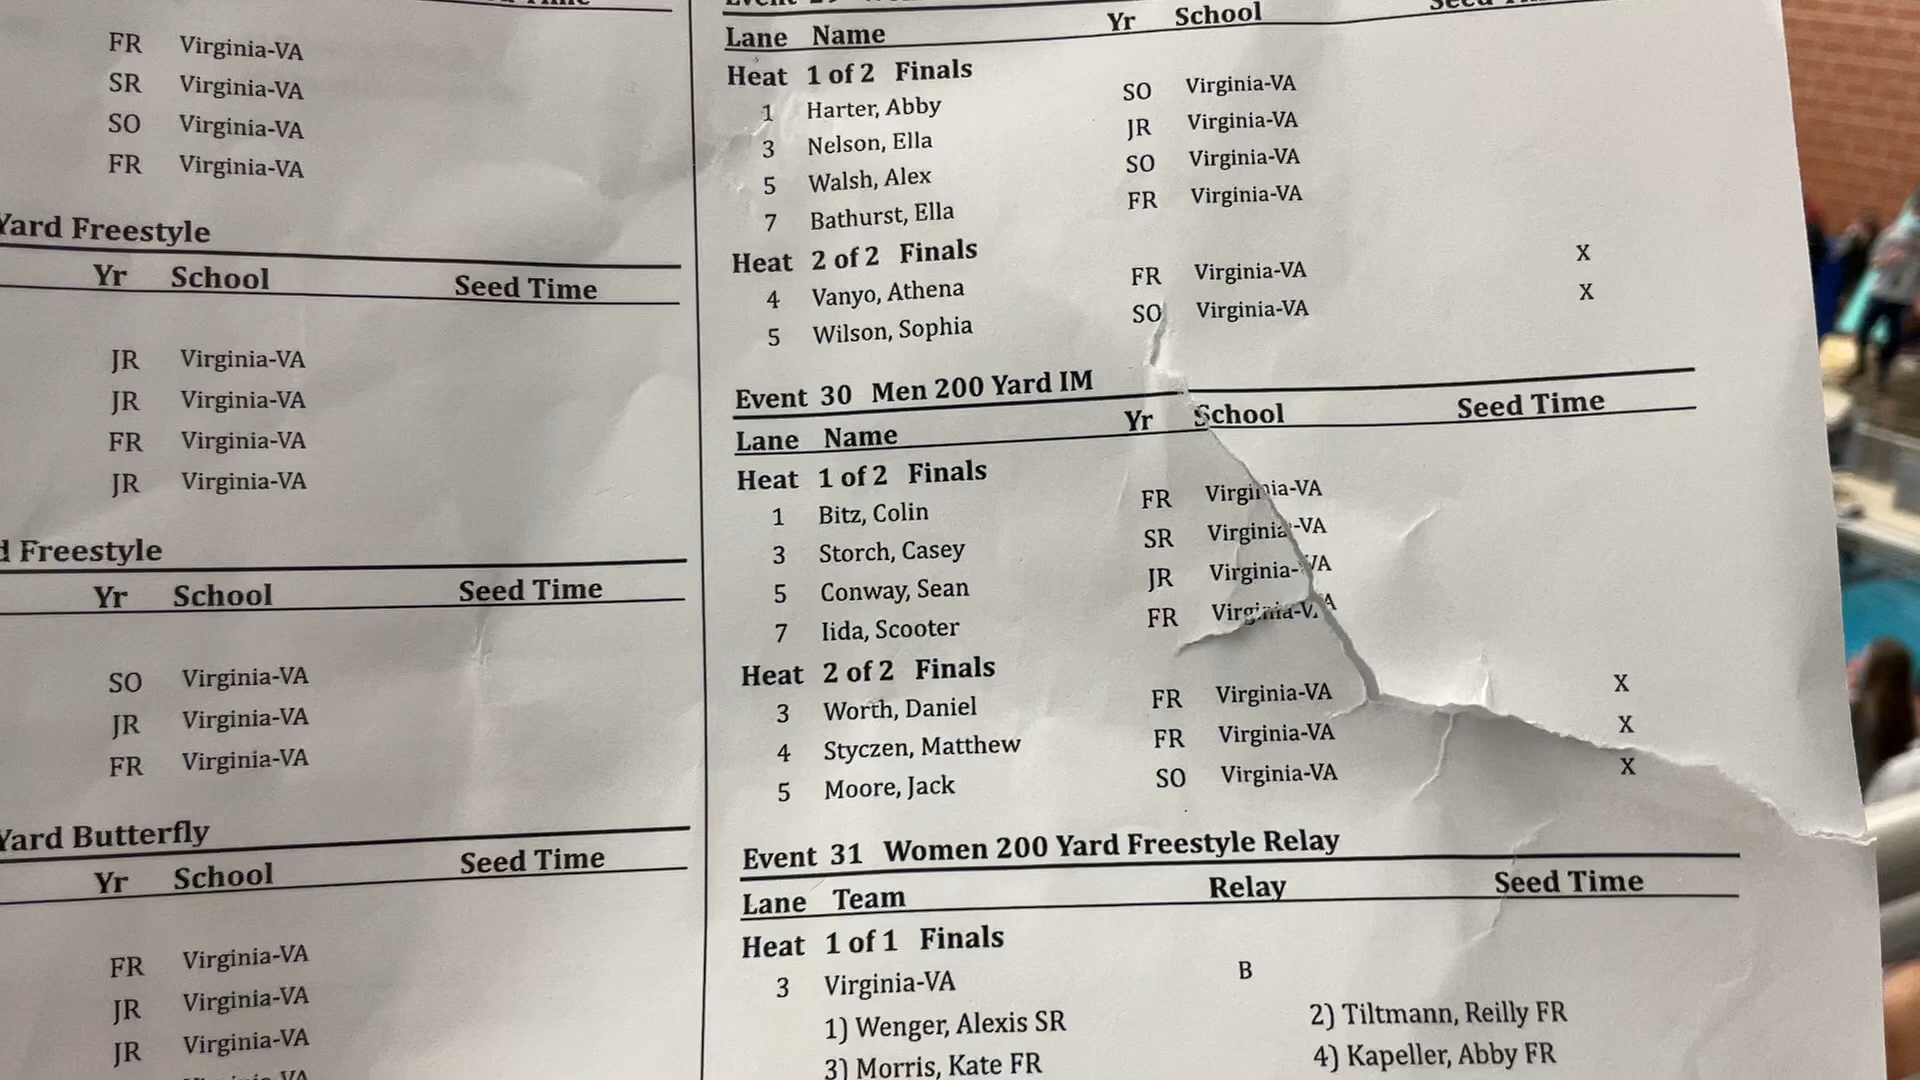 FR Virginia-VA
SR Virginia-VA
SO Virginia-VA
FR Virginia-VA
Yard Freestyle
Yr School Seed Time
JR Virginia-VA
JR Virginia-VA
FR Virginia-VA
JR Virginia-VA
Freestyle
Yr School Seed Time
SO Virginia-VA
JR Virginia-VA
FR Virginia-VA
Yard Butterfly
Yr School Seed Time
FR Virginia-VA
JR Virginia-VA
JR Virginia-VA
Lane Name Yr School
Heat 1 of 2 Finals
1 Harter, Abby SO Virginia-VA
3 Nelson, Ella JR Virginia-VA
5 Walsh, Alex SO Virginia-VA
7 Bathurst, Ella FR Virginia-VA
Heat 2 of 2 Finals
4 Vanyo, Athena FR Virginia-VA X
5 Wilson, Sophia SO Virginia-VA X
Event 30 Men 200 Yard IM
Lane Name Yr School Seed Time
Heat 1 of 2 Finals
1 Bitz, Colin FR Virginia-VA
3 Storch, Casey SR Virginia-VA
5 Conway, Sean JR Virginia-VA
7 Iida, Scooter FR Virginia-VA
Heat 2 of 2 Finals
3 Worth, Daniel FR Virginia-VA X
4 Styczen, Matthew FR Virginia-VA X
5 Moore, Jack SO Virginia-VA X
Event 31 Women 200 Yard Freestyle Relay
Lane Team Relay Seed Time
Heat 1 of 1 Finals
3 Virginia-VA B
1) Wenger, Alexis SR 2) Tiltmann, Reilly FR
3) Morris, Kate FR 4) Kapeller, Abby FR